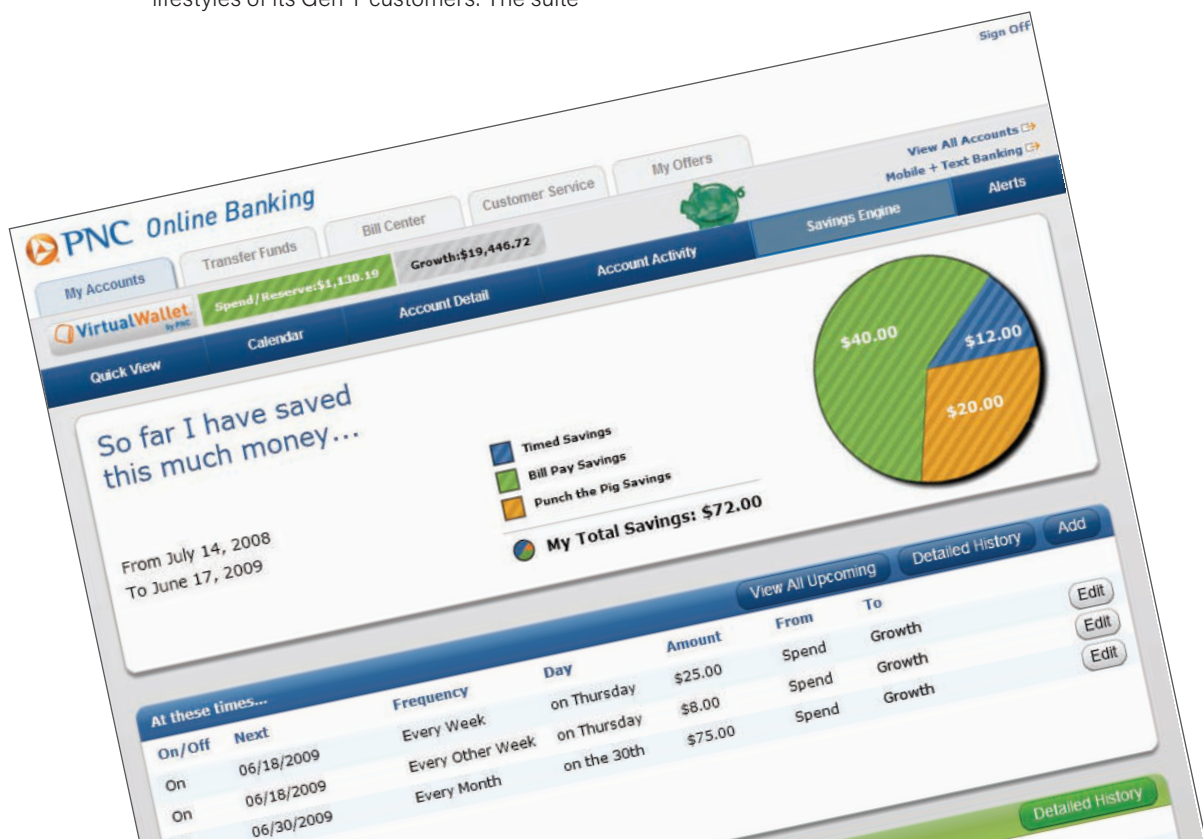 lifestyles of its Gen Y customers. The suite
Sign Off
PNC Online Banking
View All Accounts
Mobile + Text Banking
My Accounts
Transfer Funds
Bill Center
Customer Service
My Offers
VirtualWallet.
by PNC
Spend/Reserve:$1,130.19
Growth:$19,446.72
Quick View
Calendar
Account Detail
Account Activity
Savings Engine
Alerts
So far I have saved
this much money...
From July 14, 2008
To June 17, 2009
Timed Savings
Bill Pay Savings
Punch the Pig Savings
My Total Savings: $72.00
$40.00
$12.00
$20.00
View All Upcoming
Detailed History
Add
At these times...
On/Off Next Frequency Day Amount From To
On 06/18/2009 Every Week on Thursday $25.00 Spend Growth Edit
On 06/18/2009 Every Other Week on Thursday $8.00 Spend Growth Edit
06/30/2009 Every Month on the 30th $75.00 Spend Growth Edit
Detailed History